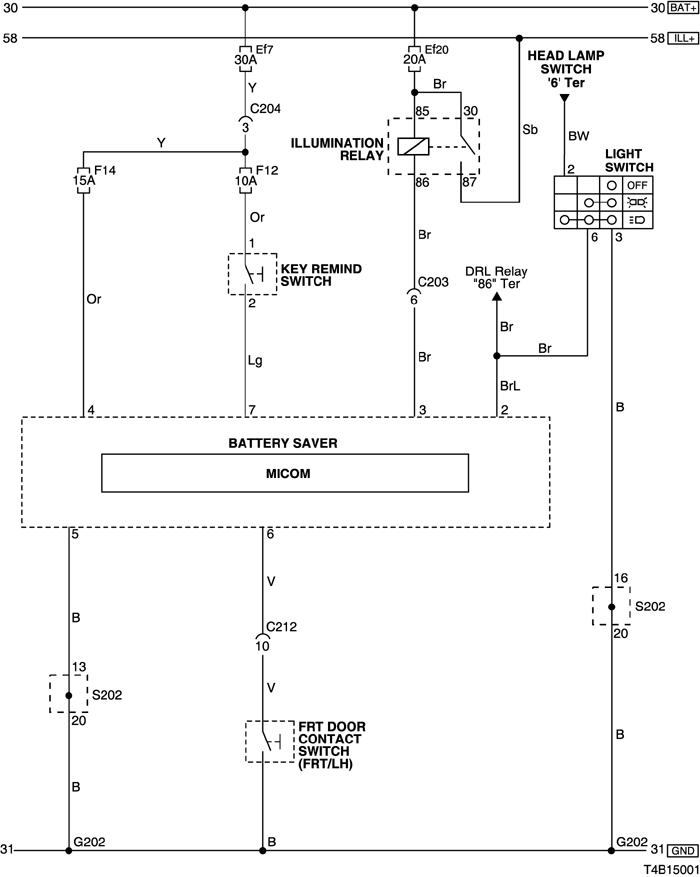 30 30 BAT+
58 58 ILL+
Ef7
30A
Ef20
20A
HEAD LAMP
SWITCH
'6' Ter
Y
Br
C204
3
85 30
Sb
BW
ILLUMINATION
RELAY
Y
LIGHT
SWITCH
F14
15A
F12
10A
86 87
2
OFF
Or
Br
6 3
1
KEY REMIND
SWITCH
2
C203
6
DRL Relay
"86" Ter
Or
Br
Br
Lg
Br
BrL
B
4 7 3 2
BATTERY SAVER
MICOM
5 6
V
16
S202
20
B
C212
10
13
S202
20
V
FRT DOOR
CONTACT
SWITCH
(FRT/LH)
B
B
31 G202 B G202 31 GND
T4B15001